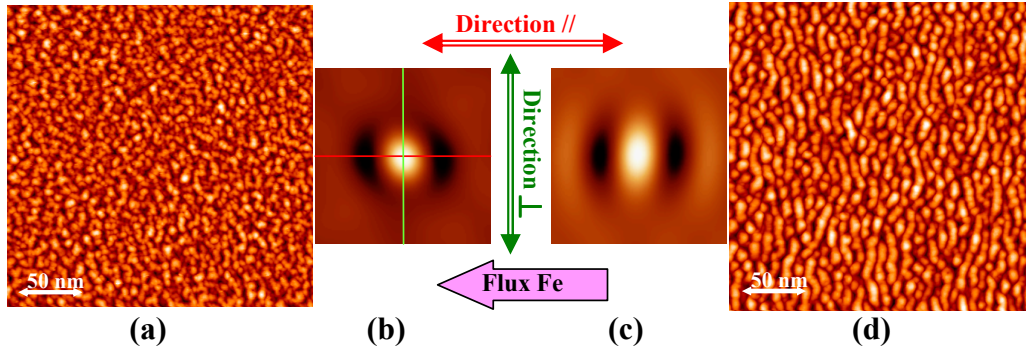 Direction //
Direction ⊥
Flux Fe
50 nm
50 nm
(a)
(b)
(c)
(d)